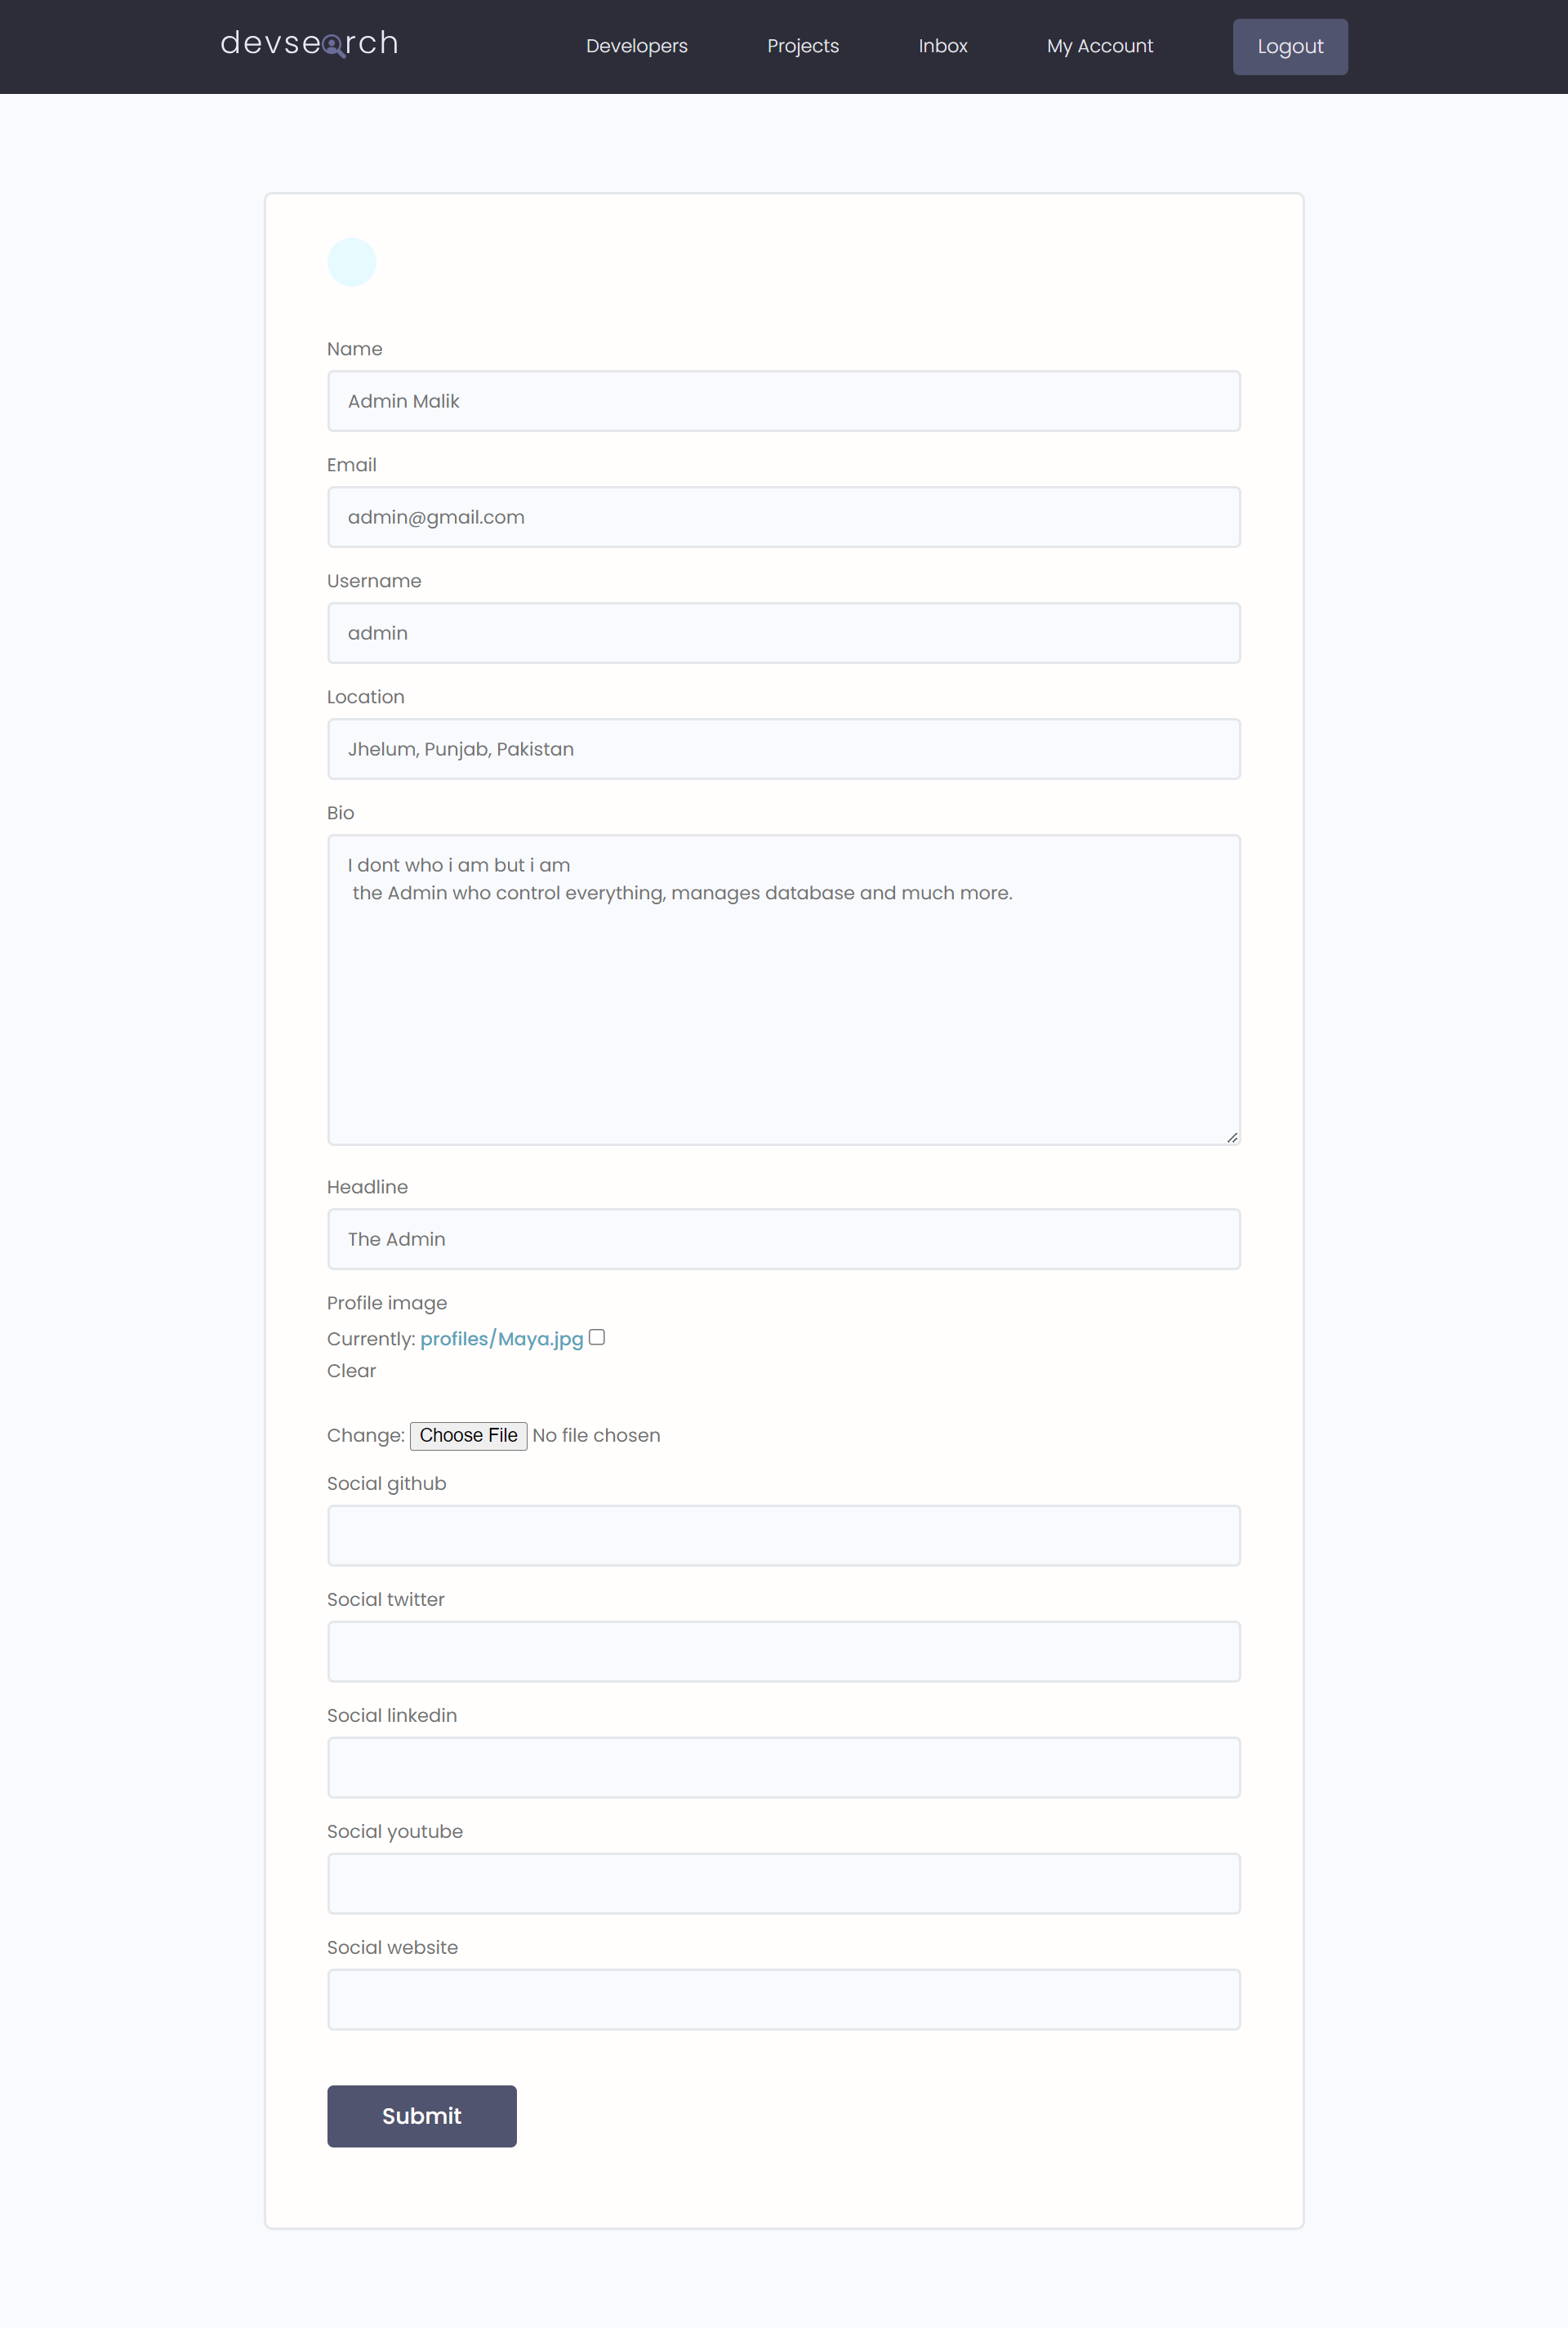 devsearch
Developers Projects Inbox My Account Logout
Name
Admin Malik
Email
admin@gmail.com
Username
admin
Location
Jhelum, Punjab, Pakistan
Bio
I dont who i am but i am
the Admin who control everything, manages database and much more.
Headline
The Admin
Profile image
Currently: profiles/Maya.jpg
Clear
Change: Choose File No file chosen
Social github
Social twitter
Social linkedin
Social youtube
Social website
Submit